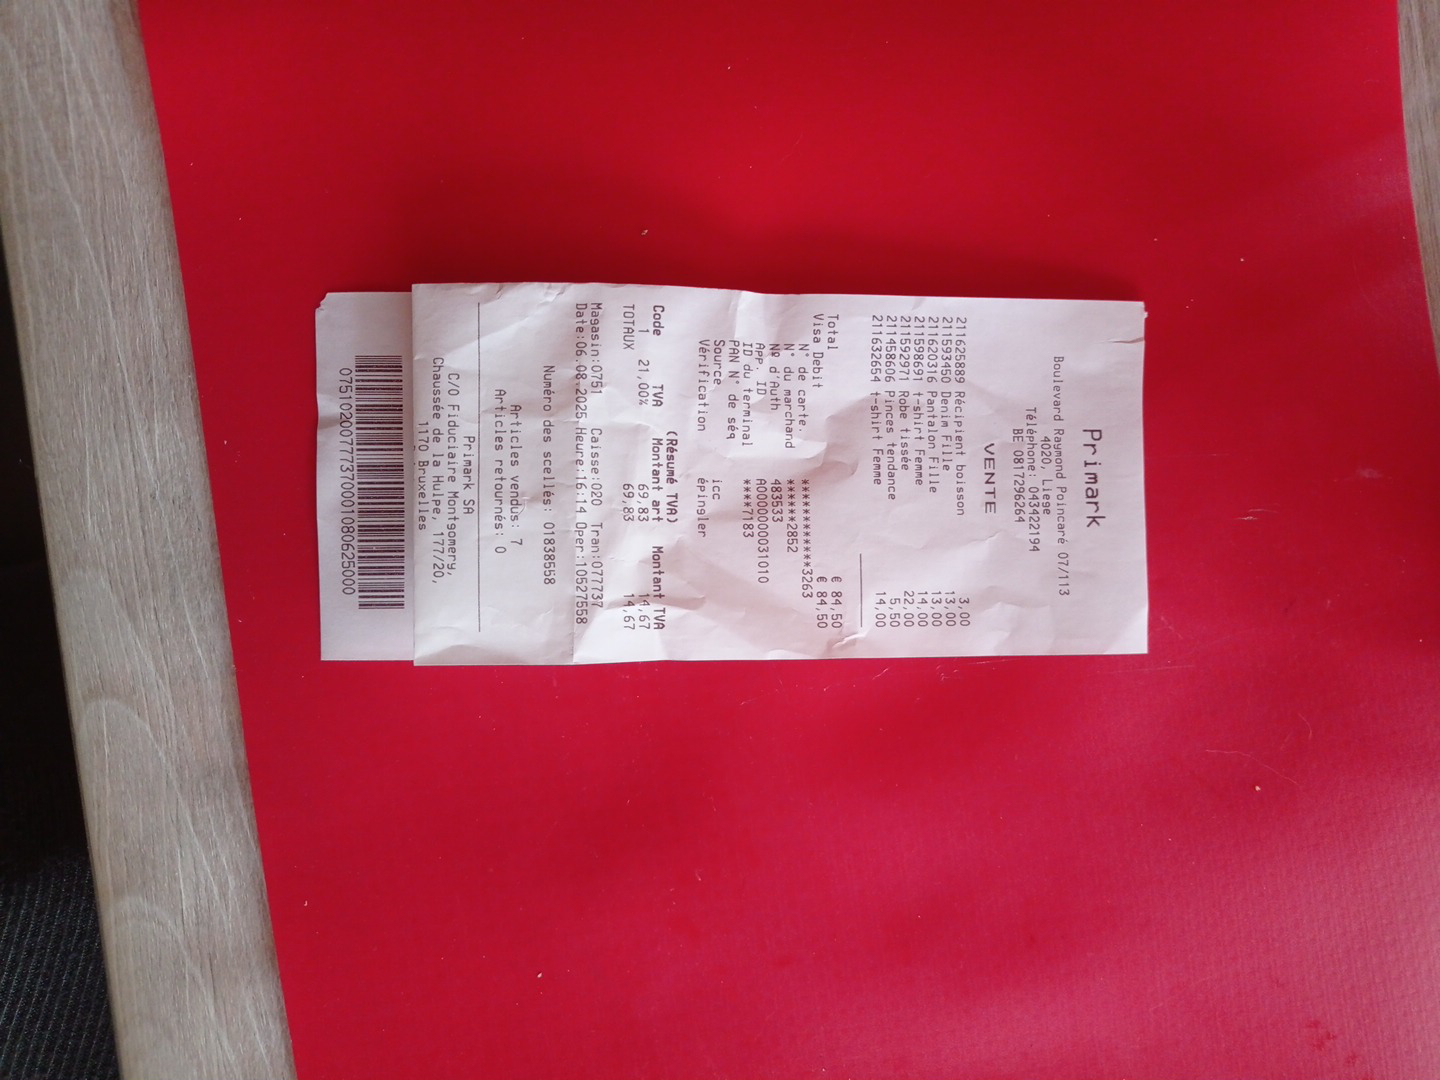 Primark
Boulevard Raymond Poincaré 07/113
4020, Liege
Téléphone: 043422194
BE 0817296264
VENTE
211625889 Récipient boisson 3,00
211593450 Denim Fille 13,00
211620316 Pantalon Fille 13,00
211598691 t-shirt Femme 14,00
211592971 Robe tissée 22,00
211458606 Pinces tendance 5,50
211632654 t-shirt Femme 14,00
Total € 84,50
Visa Debit € 84,50
N° de carte. ************3263
N° du marchand ******2852
Nº d'Auth 483533
App. ID A0000000031010
ID du terminal ****7183
PAN N° de séq
Source icc
Vérification épingler
(Résumé TVA)
Code TVA Montant art Montant TVA
1 21,00% 69,83 14,67
TOTAUX 69,83 14,67
Magasin:0751 Caisse:020 Tran:077737
Date:06.08.2025 Heure:16:14 Oper:10527558
Numéro des scellés: 01838558
Articles vendus: 7
Articles retournés: 0
Primark SA
C/O Fiduciaire Montgomery,
Chaussée de la Hulpe, 177/20,
1170 Bruxelles
07510200777370001080625000